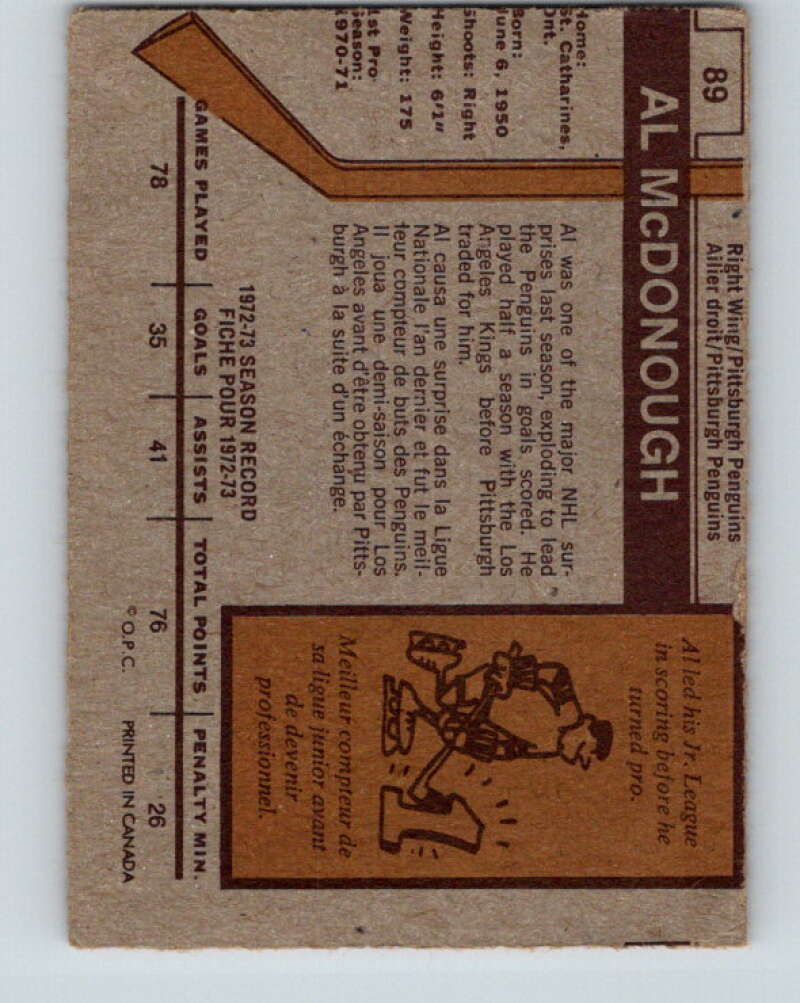 89
AL McDONOUGH
Right Wing/Pittsburgh Penguins
Ailier droit/Pittsburgh Penguins
Home:
St. Catharines,
Ont.
Born:
June 6, 1950
Shoots: Right
Height: 6'1"
Weight: 175
1st Pro
Season:
1970-71
Al was one of the major NHL sur-
prises last season, exploding to lead
the Penguins in goals scored. He
played half a season with the Los
Angeles Kings before Pittsburgh
traded for him.
Al causa une surprise dans la Ligue
Nationale l'an dernier et fut le meil-
leur compteur de buts des Penguins.
Il joua une demi-saison pour Los
Angeles avant d'être obtenu par Pitts-
burgh à la suite d'un échange.
Al led his Jr. League
in scoring before he
turned pro.
1
Meilleur compteur de
sa ligue junior avant
de devenir
professionnel.
1972-73 SEASON RECORD
FICHE POUR 1972-73
GAMES PLAYED GOALS ASSISTS TOTAL POINTS PENALTY MIN.
78 35 41 76 26
© O.P.C. PRINTED IN CANADA